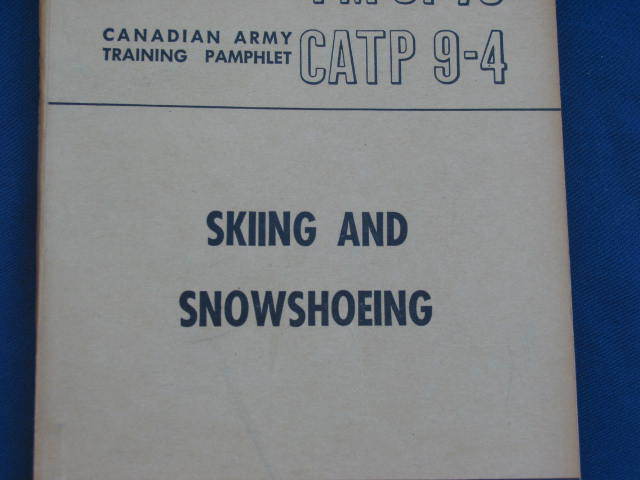 CANADIAN ARMY
TRAINING PAMPHLET CATP 9-4
SKIING AND
SNOWSHOEING